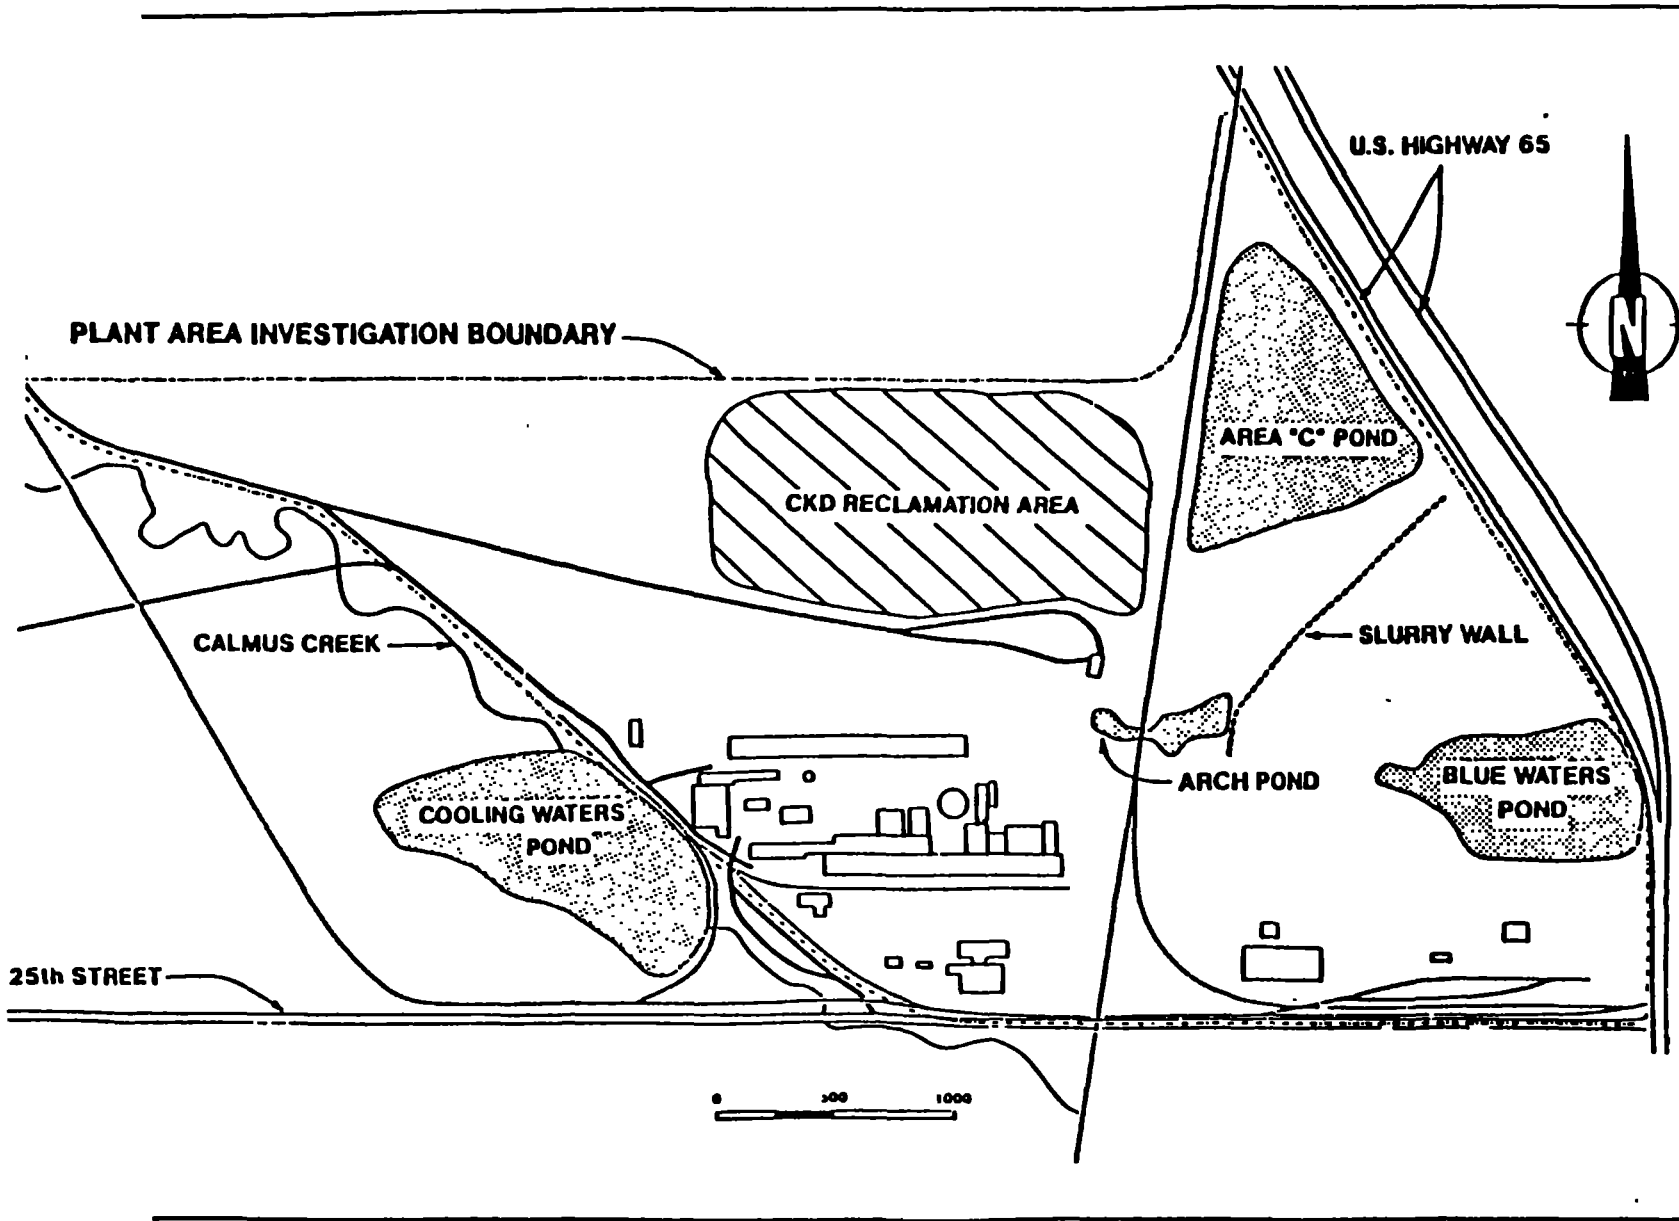 U.S. HIGHWAY 65
N
PLANT AREA INVESTIGATION BOUNDARY
AREA "C" POND
CKD RECLAMATION AREA
SLURRY WALL
CALMUS CREEK
ARCH POND
BLUE WATERS
POND
COOLING WATERS
POND
25th STREET
0 500 1000